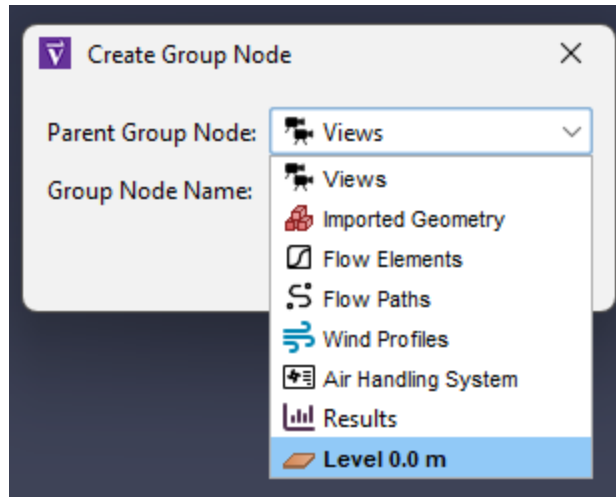 Create Group Node
Parent Group Node: Views
Views
Group Node Name:
Imported Geometry
Flow Elements
Flow Paths
Wind Profiles
Air Handling System
Results
Level 0.0 m